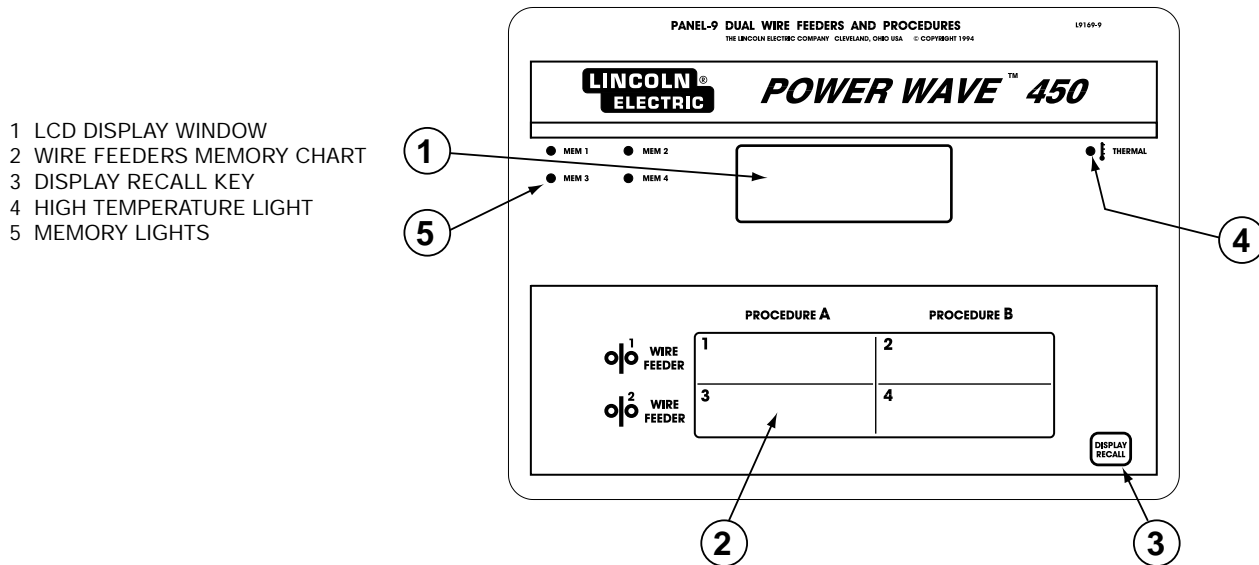 PANEL-9 DUAL WIRE FEEDERS AND PROCEDURES
L9169-9
THE LINCOLN ELECTRIC COMPANY CLEVELAND, OHIO USA © COPYRIGHT 1994
LINCOLN ®
ELECTRIC
POWER WAVE ™ 450
1 LCD DISPLAY WINDOW
2 WIRE FEEDERS MEMORY CHART
3 DISPLAY RECALL KEY
4 HIGH TEMPERATURE LIGHT
5 MEMORY LIGHTS
1
5
MEM 1
MEM 2
MEM 3
MEM 4
THERMAL
4
PROCEDURE A
PROCEDURE B
1 WIRE
FEEDER
1
2
2 WIRE
FEEDER
3
4
DISPLAY
RECALL
2
3